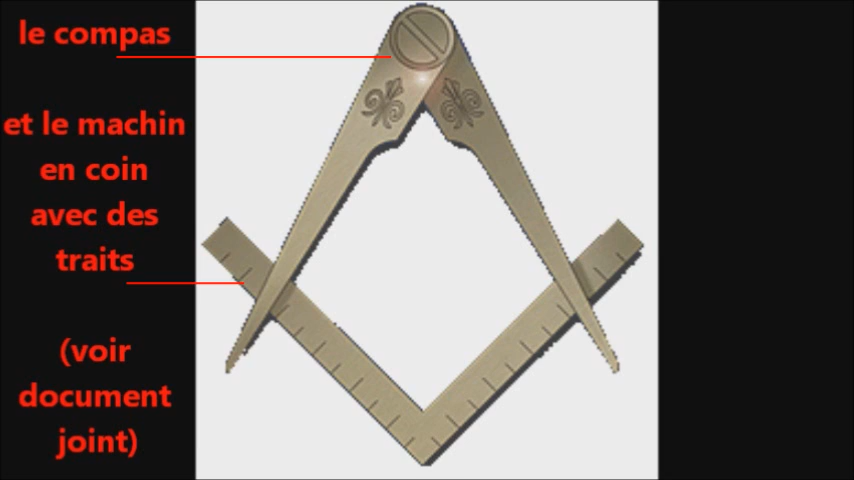 le compas
et le machin
en coin
avec des
traits
(voir
document
joint)